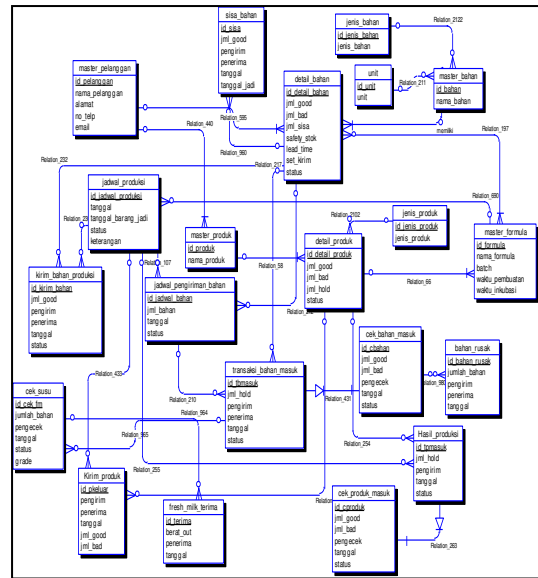 sisa_bahan
id_sisa
jml_good
pengirim
penerima
tanggal
tanggal_jadi
jenis_bahan
id_jenis_bahan
jenis_bahan
Relation_2122
master_pelanggan
id_pelanggan
nama_pelanggan
alamat
no_telp
email
detail_bahan
id_detail_bahan
jml_good
jml_bad
jml_sisa
safety_stok
lead_time
set_kirim
status
unit
id_unit
unit
Relation_211
master_bahan
id_bahan
nama_bahan
Relation_440
Relation_585
Relation_960
memiliki
Relation_197
Relation_232
Relation_217
jadwal_produksi
id_jadwal_produksi
tanggal
tanggal_barang_jadi
status
keterangan
Relation_690
Relation_23
master_produk
id_produk
nama_produk
Relation_2102
jenis_produk
id_jenis_produk
jenis_produk
detail_produk
id_detail_produk
jml_good
jml_bad
jml_hold
status
master_formula
id_formula
nama_formula
batch
waktu_pembuatan
waktu_inkubasi
Relation_58
Relation_66
kirim_bahan_produksi
id_kirim_bahan
jml_good
pengirim
penerima
tanggal
status
jadwal_pengiriman_bahan
id_jadwal_bahan
jml_bahan
tanggal
status
cek_bahan_masuk
id_cbahan
jml_good
jml_bad
pengecek
tanggal
status
bahan_rusak
id_bahan_rusak
jumlah_bahan
pengirim
penerima
tanggal
Relation_433
transaksi_bahan_masuk
id_tbmasuk
jml_hold
pengirim
penerima
tanggal
status
Relation_431
cek_susu
id_cek_fm
jumlah_bahan
pengecek
tanggal
status
grade
Relation_210
Relation_964
Relation_965
Relation_255
Relation_254
Hasil_produksi
id_tpmasuk
jml_hold
pengirim
tanggal
status
Kirim_produk
id_pkeluar
pengirim
penerima
tanggal
jml_good
jml_bad
fresh_milk_terima
id_terima
berat_out
penerima
tanggal
cek_produk_masuk
id_cproduk
jml_good
jml_bad
pengecek
tanggal
status
Relation_263